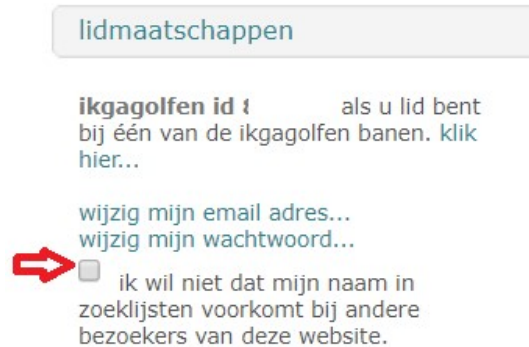 lidmaatschappen
ikgagolfen id als u lid bent
bij één van de ikgagolfen banen. klik
hier...
wijzig mijn email adres...
wijzig mijn wachtwoord...
ik wil niet dat mijn naam in
zoeklijsten voorkomt bij andere
bezoekers van deze website.